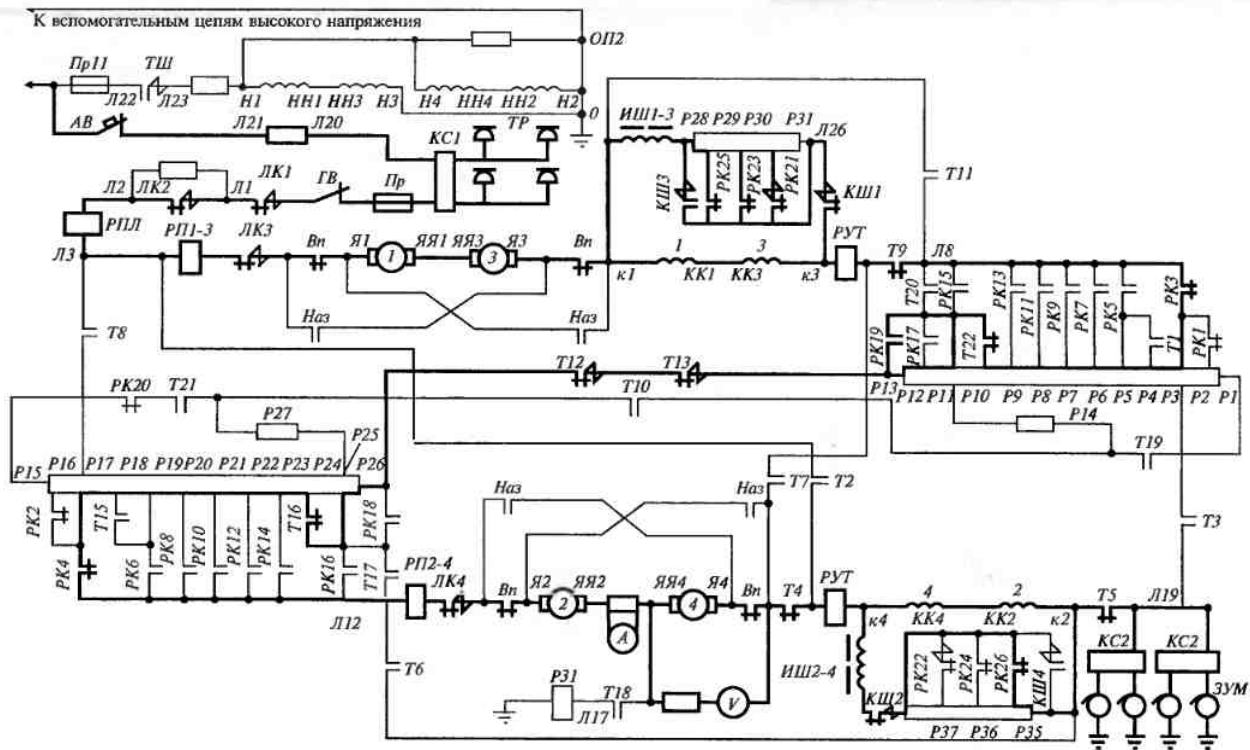 К вспомогательным цепям высокого напряжения
ОП2
Пр11 ТШ
Л22 Л23 Н1 НН1 НН3 Н3 Н4 НН4 НН2 Н2
0
АВ Л21 Л20 КС1 ТР
ИШ1-3 Р28 Р29 Р30 Р31 Л26
КШ3 РК25 РК23 РК21 КШ1
Т11
Л2 ЛК2 Л1 ЛК1 ГВ Пр
РПЛ
Л3 РП1-3 ЛК3 Вп Я1 1 ЯЯ1 ЯЯ3 3 Я3 Вп
к1 1 КК1 КК3 3 к3 РУТ Т9 Л8
Наз Наз
Т8
Т20 РК15 РК13 РК11 РК9 РК7 РК5 РК3
РК19 РК17 Т22 Т1 РК1
Т12 Т13
Р13 Р12 Р11 Р10 Р9 Р8 Р7 Р6 Р5 Р4 Р3 Р2 Р1
РК20 Т21 Т10
Р27 Р14
Р25 Т19
Р15 Р16 Р17 Р18 Р19 Р20 Р21 Р22 Р23 Р24 Р26
Наз Наз Т7 Т2
РК2 Т15 Т16 РК18 Т3
РК4 РК6 РК8 РК10 РК12 РК14 РК16 Т17
РП2-4 ЛК4 Вп Я2 2 ЯЯ2 ЯЯ4 4 Я4 Вп Т4 РУТ
А
Л12
к4 4 КК4 2 КК2 к2 Т5 Л19
Т6
ИШ2-4 РК22 РК24 РК26 КШ4
КС2 КС2
Р31 Т18 Л17 V
КШ2
ЗУМ
Р37 Р36 Р35